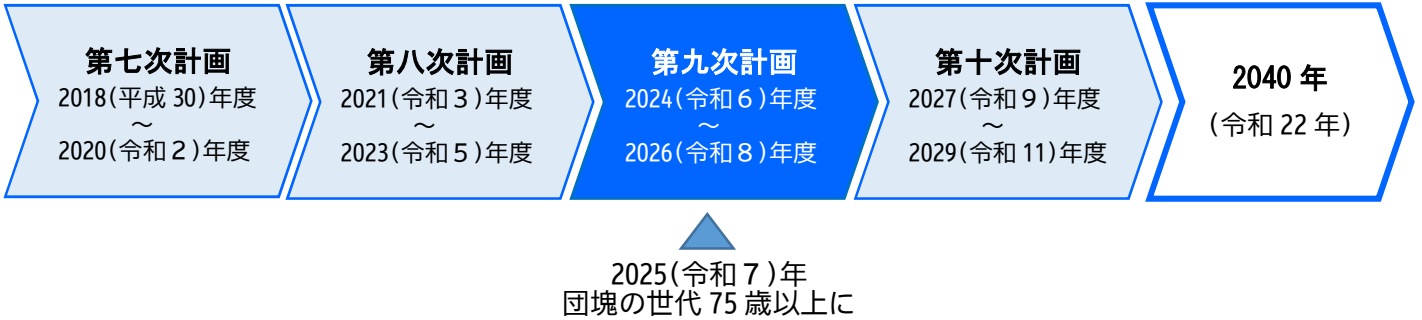 第七次計画
2018(平成 30)年度
～
2020(令和２)年度
第八次計画
2021(令和３)年度
～
2023(令和５)年度
第九次計画
2024(令和６)年度
～
2026(令和８)年度
第十次計画
2027(令和９)年度
～
2029(令和 11)年度
2040 年
(令和 22 年)
2025(令和７)年
団塊の世代 75 歳以上に